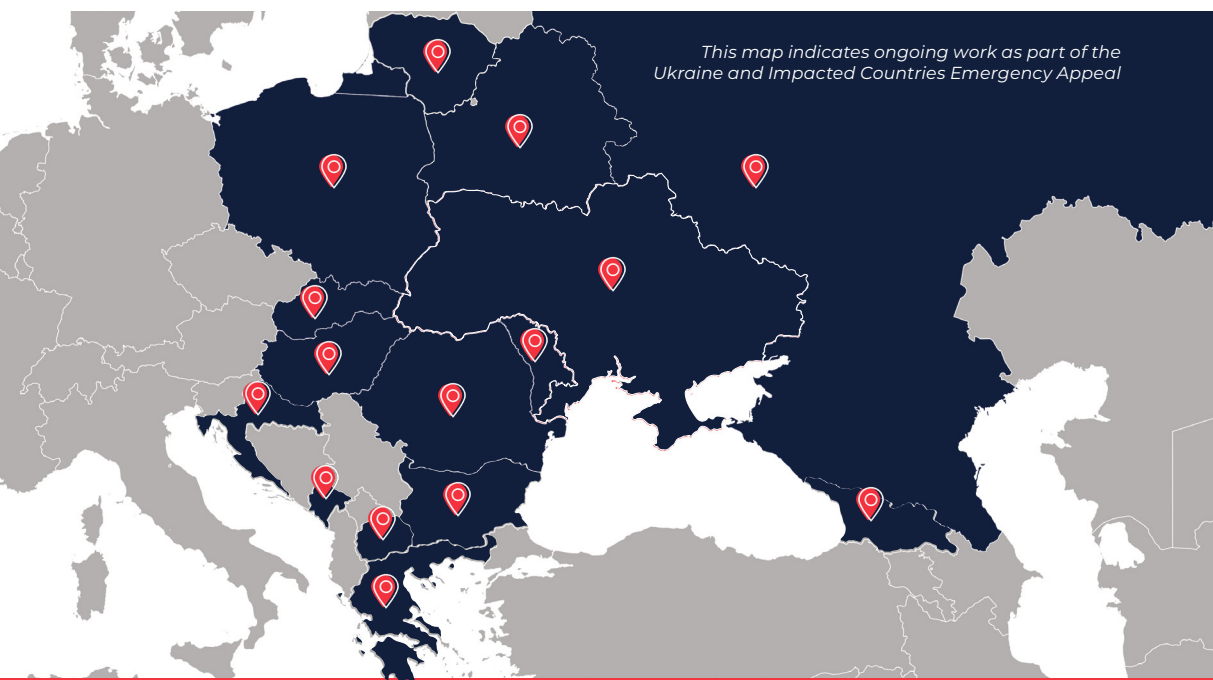 This map indicates ongoing work as part of the
Ukraine and Impacted Countries Emergency Appeal